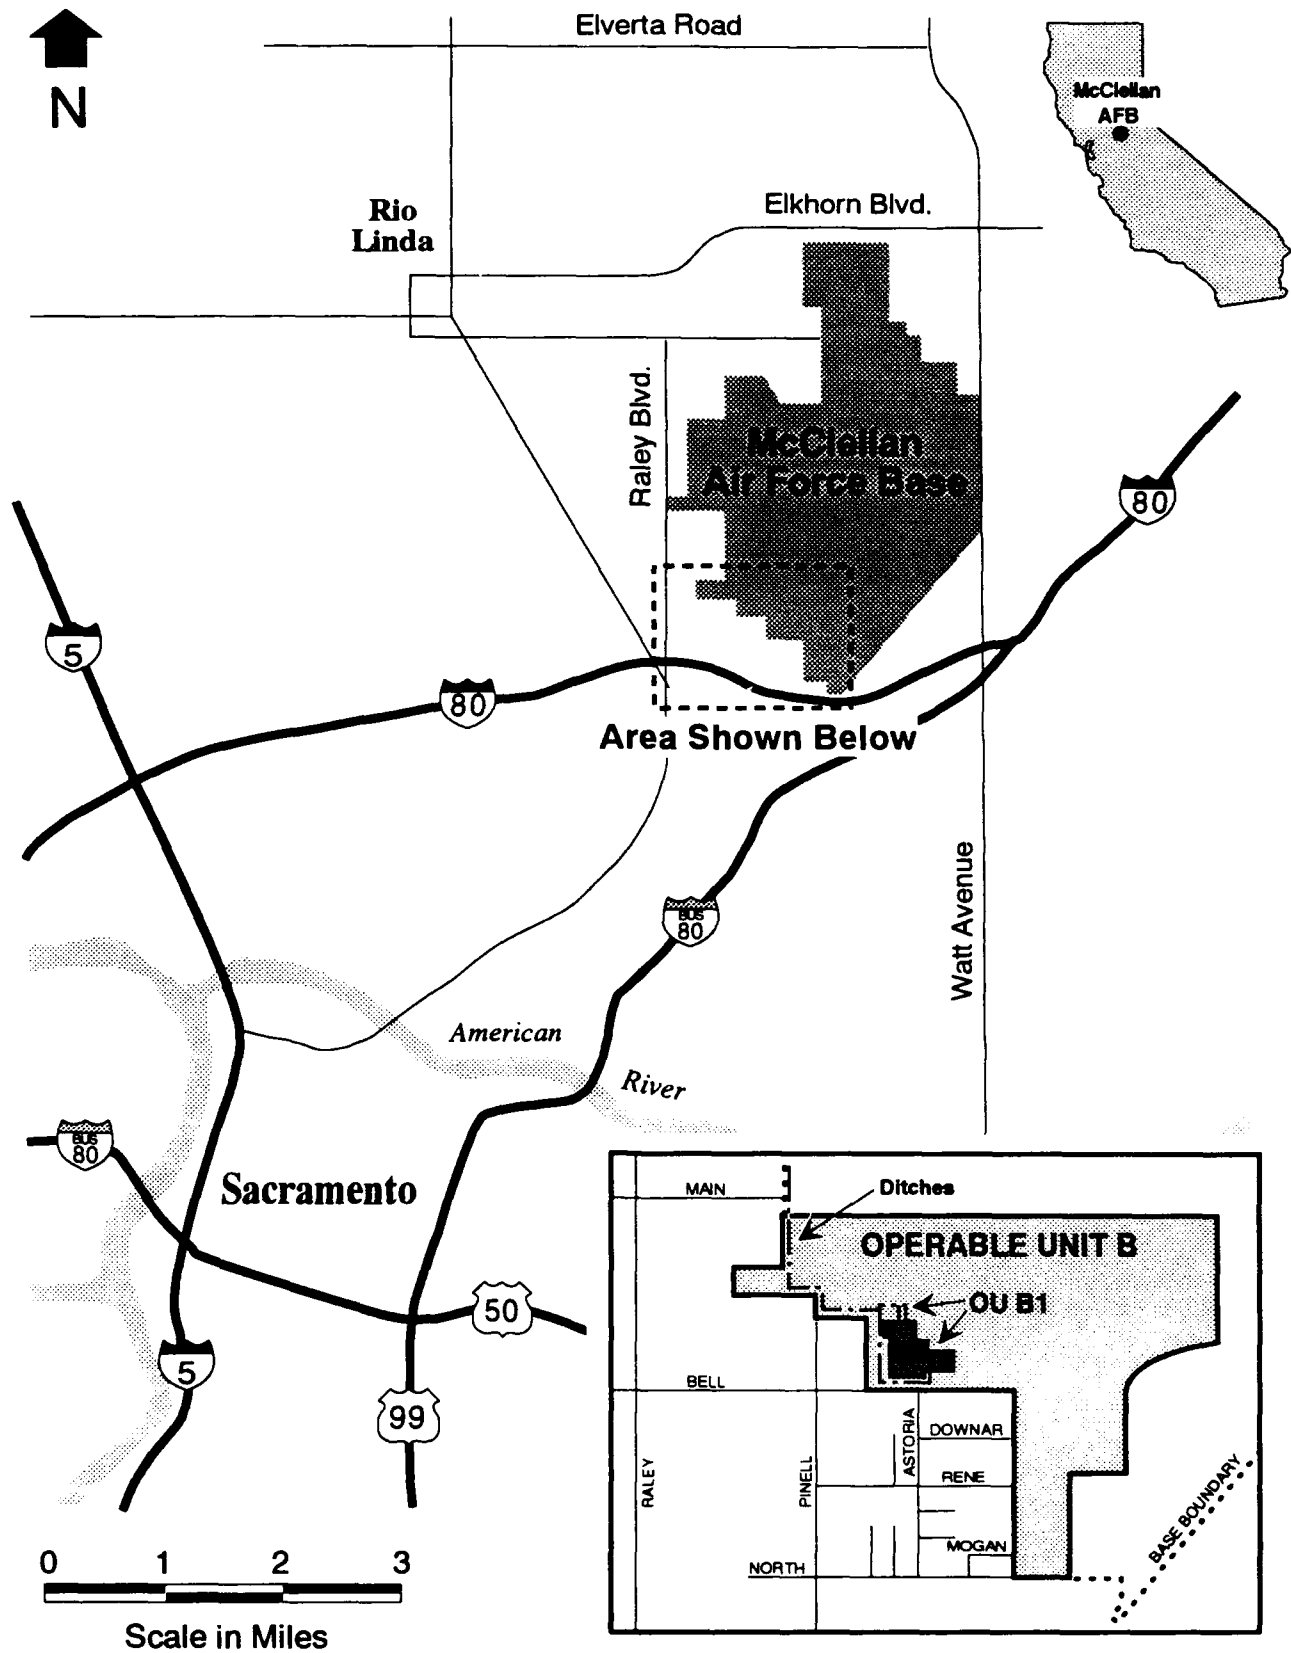 Elverta Road
N
McClellan
AFB
Rio
Linda
Elkhorn Blvd.
Raley Blvd.
McClellan
Air Force Base
80
5
80
Area Shown Below
BUS
80
Watt Avenue
American
River
BUS
80
Sacramento
50
5
99
MAIN
Ditches
OPERABLE UNIT B
OU B1
BELL
ASTORIA
DOWNAR
RALEY
PINELL
RENE
BASE BOUNDARY
MOGAN
NORTH
0 1 2 3
Scale in Miles